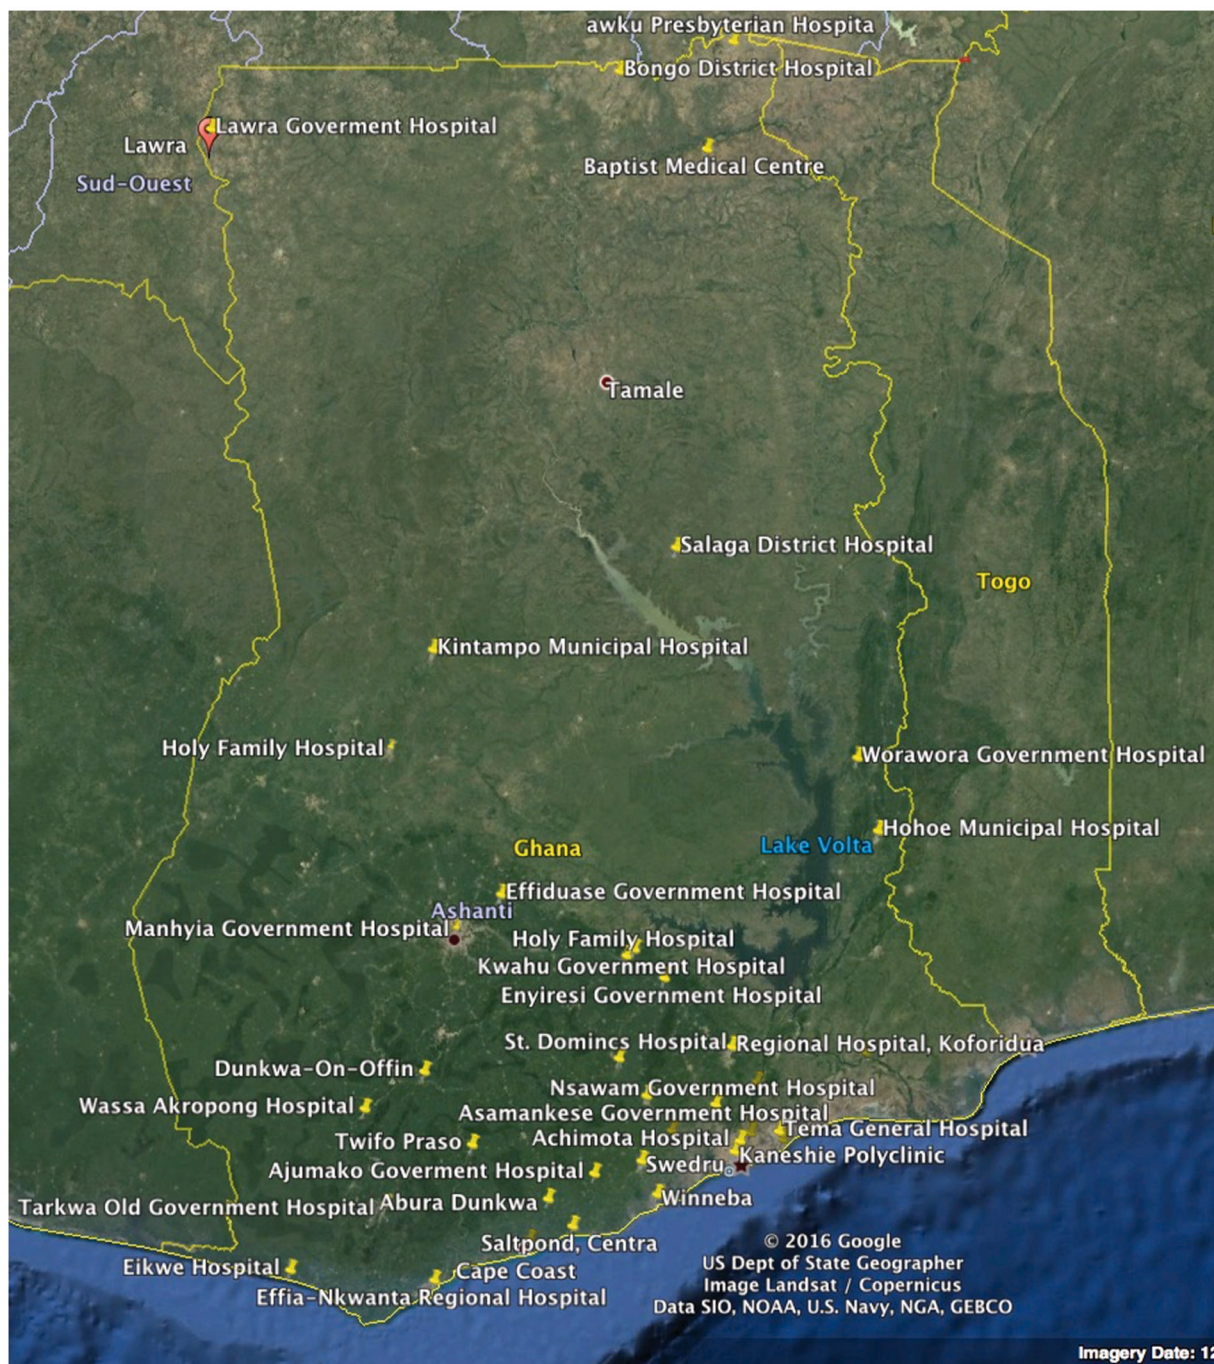 awku Presbyterian Hospita
Bongo District Hospital
Lawra Goverment Hospital
Lawra
Baptist Medical Centre
Sud-Ouest
Tamale
Salaga District Hospital
Togo
Kintampo Municipal Hospital
Holy Family Hospital
Worawora Government Hospital
Hohoe Municipal Hospital
Ghana
Lake Volta
Effiduase Government Hospital
Ashanti
Manhyia Government Hospital
Holy Family Hospital
Kwahu Government Hospital
Enyiresi Government Hospital
St. Domincs Hospital
Regional Hospital, Koforidua
Dunkwa-On-Offin
Nsawam Government Hospital
Wassa Akropong Hospital
Asamankese Government Hospital
Tema General Hospital
Achimota Hospital
Twifo Praso
Kaneshie Polyclinic
Swedru
Ajumako Goverment Hospital
Winneba
Abura Dunkwa
Tarkwa Old Government Hospital
Saltpond, Centra
Eikwe Hospital
Cape Coast
Effia-Nkwanta Regional Hospital
© 2016 Google
US Dept of State Geographer
Image Landsat / Copernicus
Data SIO, NOAA, U.S. Navy, NGA, GEBCO
Imagery Date: 12